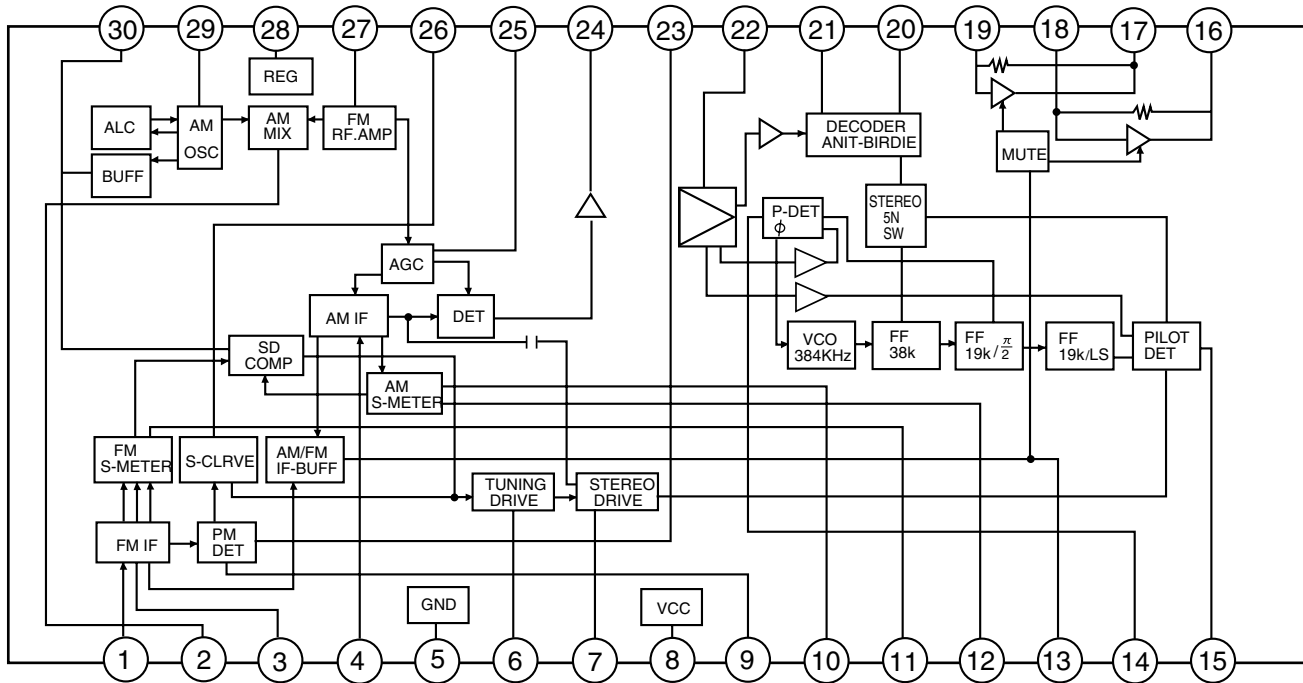 30 29 28 27 26 25 24 23 22 21 20 19 18 17 16
REG
ALC
AM
OSC
AM
MIX
FM
RF.AMP
BUFF
DECODER
ANIT-BIRDIE
MUTE
P-DET
ϕ
STEREO
5N
SW
AGC
AM IF
DET
SD
COMP
VCO
384KHz
FF
38k
FF
19k/π/2
FF
19k/LS
PILOT
DET
AM
S-METER
FM
S-METER
S-CLRVE
AM/FM
IF-BUFF
TUNING
DRIVE
STEREO
DRIVE
FM IF
PM
DET
GND
VCC
1 2 3 4 5 6 7 8 9 10 11 12 13 14 15